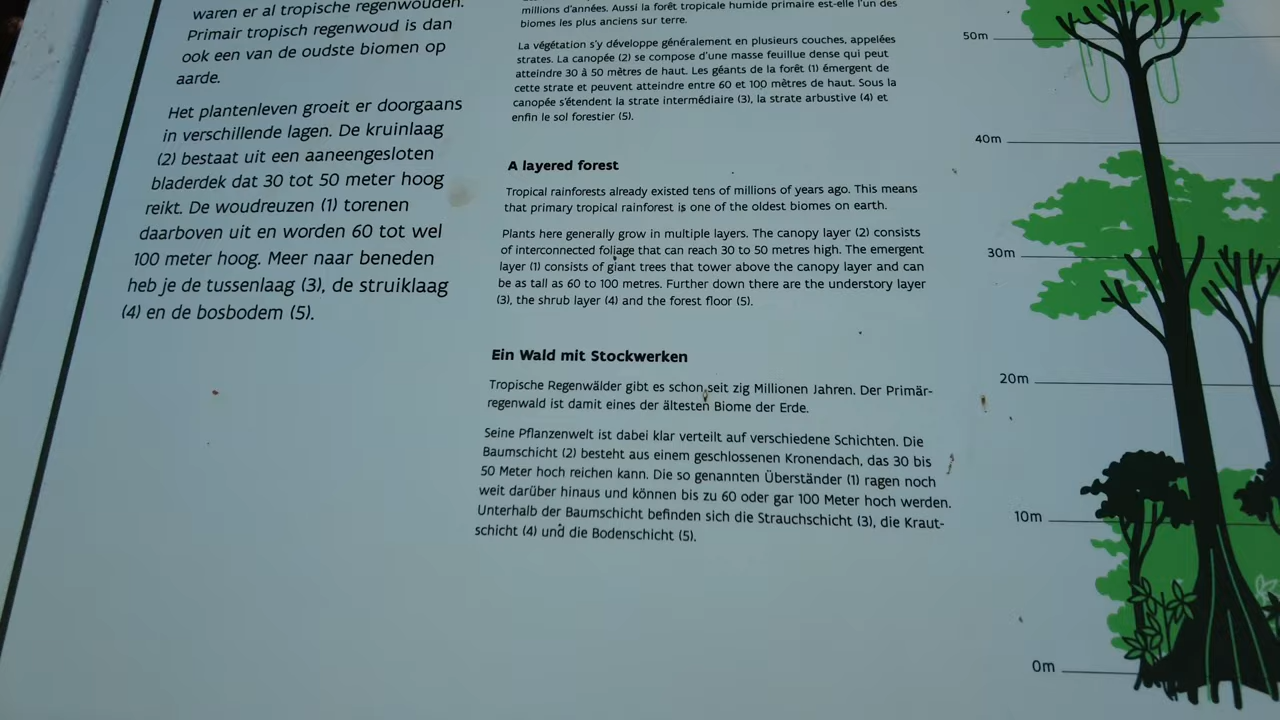 waren er al tropische regenwouden.
Primair tropisch regenwoud is dan
ook een van de oudste biomen op
aarde.
Het plantenleven groeit er doorgaans
in verschillende lagen. De kruinlaag
(2) bestaat uit een aaneengesloten
bladerdek dat 30 tot 50 meter hoog
reikt. De woudreuzen (1) torenen
daarboven uit en worden 60 tot wel
100 meter hoog. Meer naar beneden
heb je de tussenlaag (3), de struiklaag
(4) en de bosbodem (5).
millions d'années. Aussi la forêt tropicale humide primaire est-elle l'un des
biomes les plus anciens sur terre.
La végétation s'y développe généralement en plusieurs couches, appelées
strates. La canopée (2) se compose d'une masse feuillue dense qui peut
atteindre 30 à 50 mètres de haut. Les géants de la forêt (1) émergent de
cette strate et peuvent atteindre entre 60 et 100 mètres de haut. Sous la
canopée s'étendent la strate intermédiaire (3), la strate arbustive (4) et
enfin le sol forestier (5).
A layered forest
Tropical rainforests already existed tens of millions of years ago. This means
that primary tropical rainforest is one of the oldest biomes on earth.
Plants here generally grow in multiple layers. The canopy layer (2) consists
of interconnected foliage that can reach 30 to 50 metres high. The emergent
layer (1) consists of giant trees that tower above the canopy layer and can
be as tall as 60 to 100 metres. Further down there are the understory layer
(3), the shrub layer (4) and the forest floor (5).
Ein Wald mit Stockwerken
Tropische Regenwälder gibt es schon seit zig Millionen Jahren. Der Primär-
regenwald ist damit eines der ältesten Biome der Erde.
Seine Pflanzenwelt ist dabei klar verteilt auf verschiedene Schichten. Die
Baumschicht (2) besteht aus einem geschlossenen Kronendach, das 30 bis
50 Meter hoch reichen kann. Die so genannten Überständer (1) ragen noch
weit darüber hinaus und können bis zu 60 oder gar 100 Meter hoch werden.
Unterhalb der Baumschicht befinden sich die Strauchschicht (3), die Kraut-
schicht (4) und die Bodenschicht (5).
50m
40m
30m
20m
10m
0m